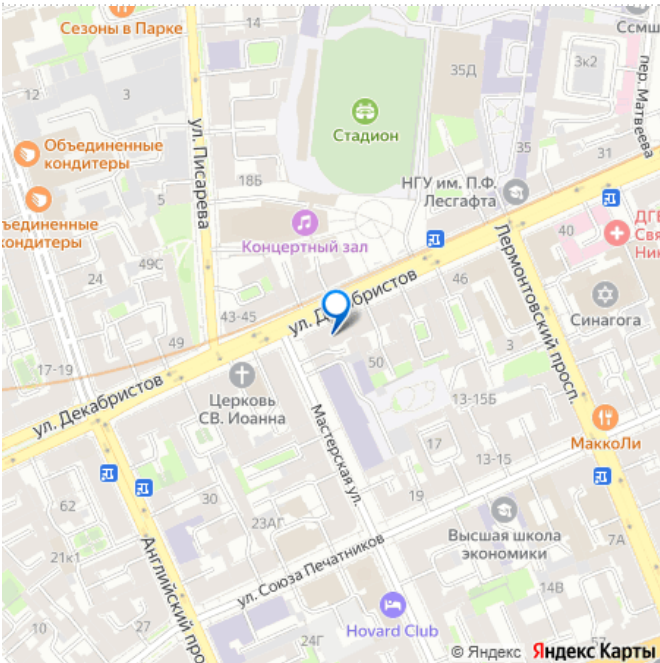 Сезоны в Парке
14
Ссмш
3к2
35Д
пер. Матвеева
12
3
Стадион
ул. Писарева
Объединенные
кондитеры
35
31
18Б
НГУ им. П.Ф.
Лесгафта
5
ъединенные
кондитеры
Концертный зал
40
ДГВ
Свя
Ник
49С
24
46
Лермонтовский просп.
Синагога
43-45
ул. Декабристов
49
3
17-19
50
Церковь
СВ. Иоанна
ул. Декабристов
13-15Б
МаккоЛи
Мастерская ул.
17
13-15
62
30
19
23АГ
Высшая школа
экономики
7А
21к1
Английский про
ул. Союза Печатников
14В
10
27
24Г
Hovard Club
57
© Яндекс Яндекс Карты